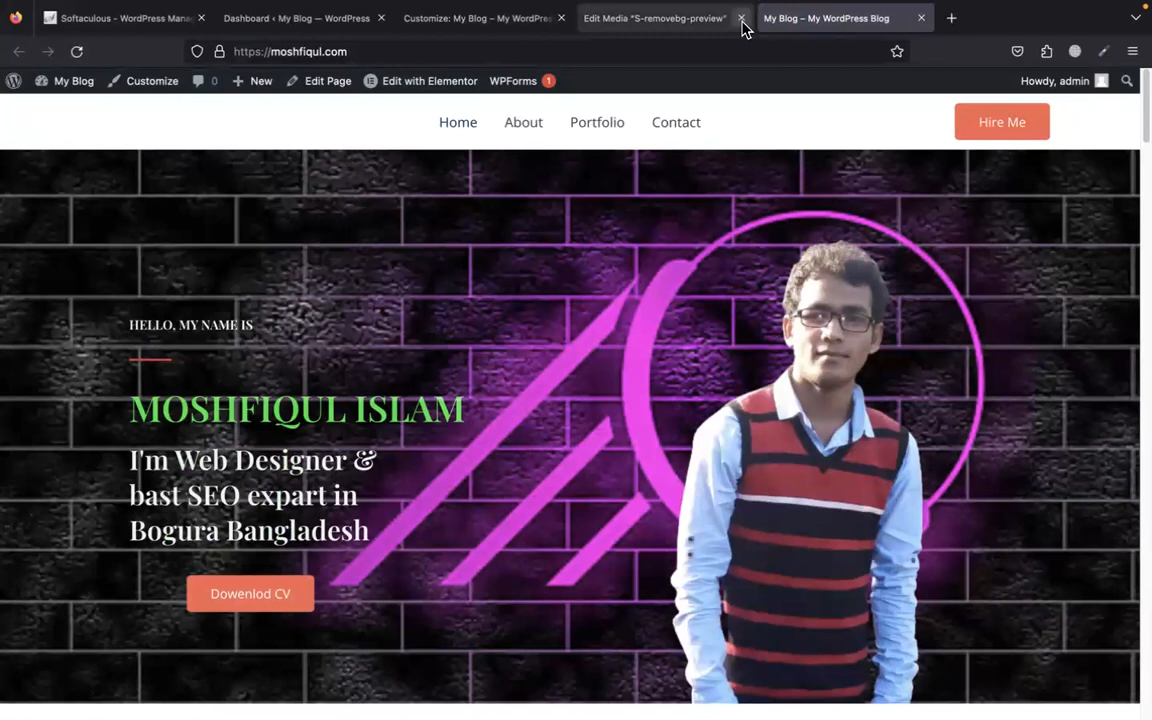 Softaculous - WordPress Mana
Dashboard ‹ My Blog — WordPress
Customize: My Blog – My WordPres
Edit Media "S-removebg-preview"
My Blog – My WordPress Blog
https://moshfiqul.com
My Blog
Customize
0
New
Edit Page
Edit with Elementor
WPForms 1
Howdy, admin
Home
About
Portfolio
Contact
Hire Me
HELLO, MY NAME IS
MOSHFIQUL ISLAM
I'm Web Designer &
bast SEO expart in
Bogura Bangladesh
Dowenlod CV